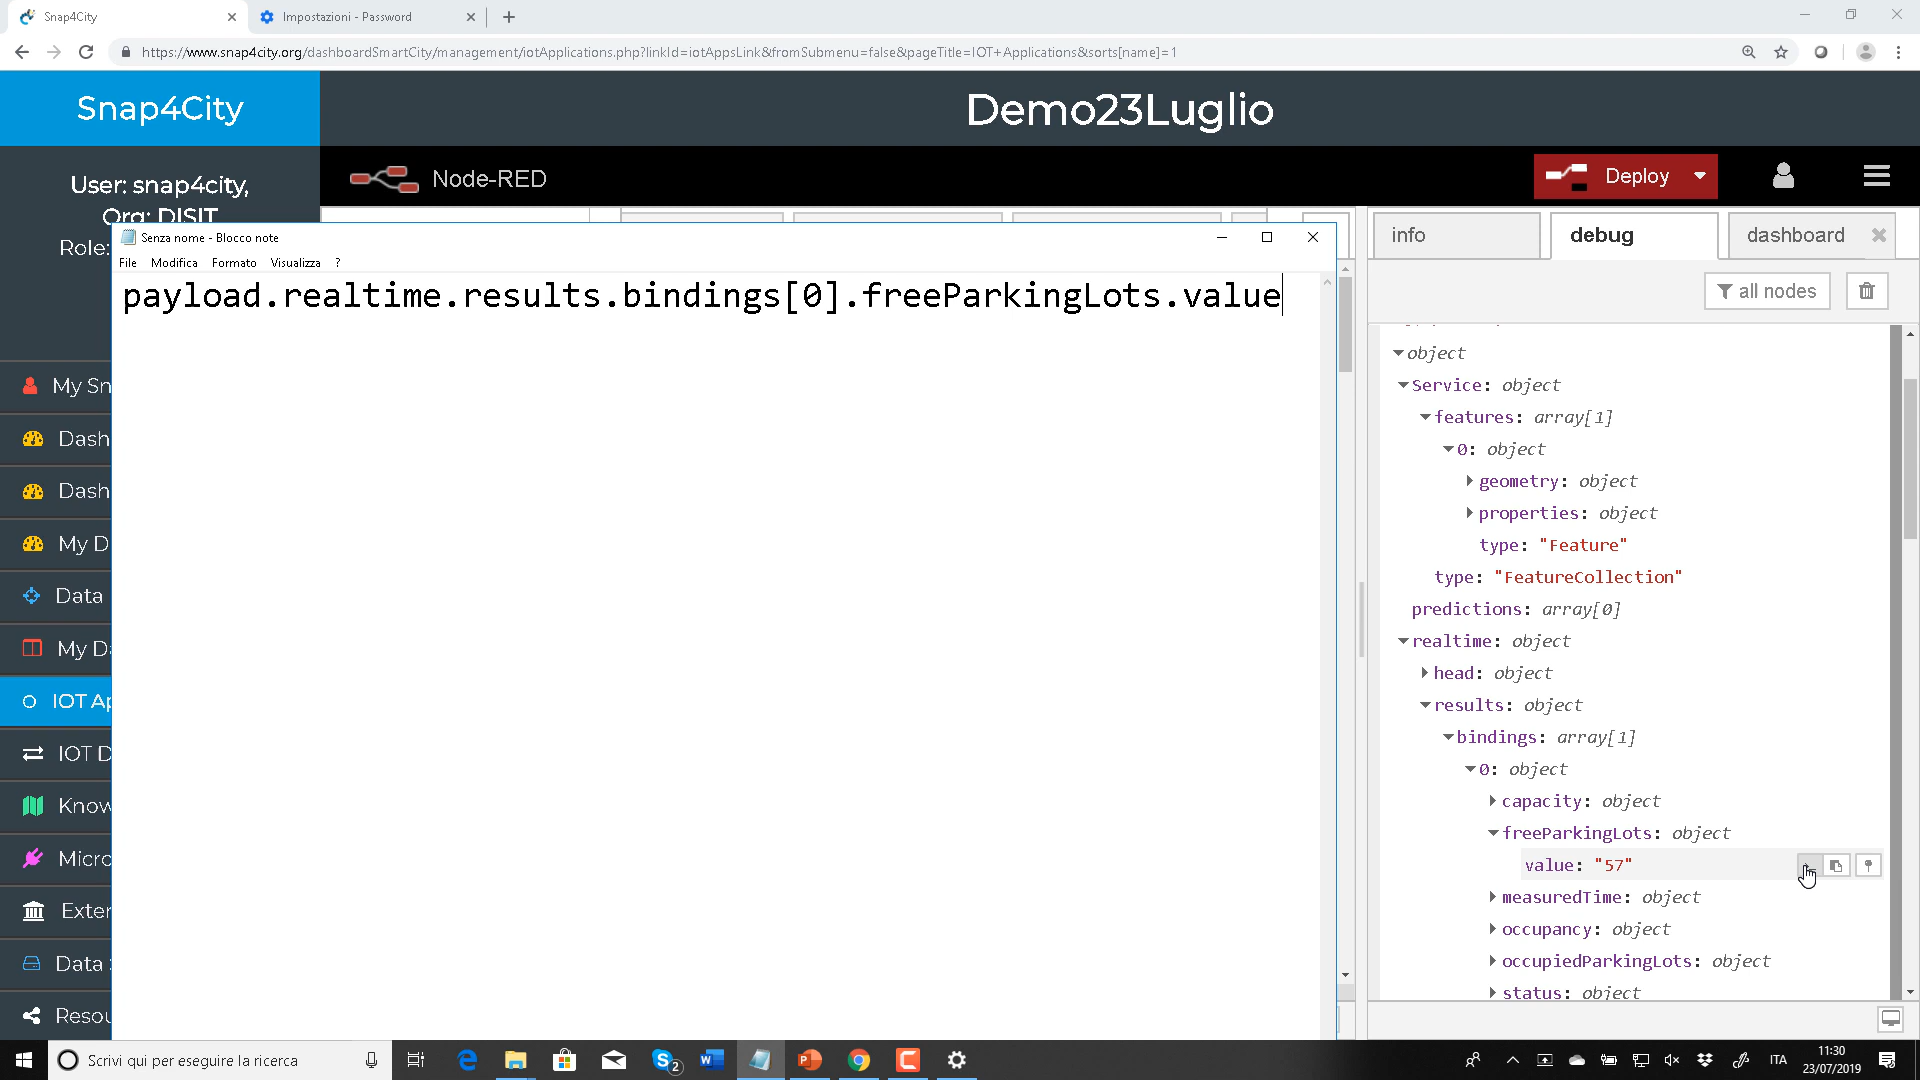 Snap4City
Impostazioni - Password
https://www.snap4city.org/dashboardSmartCity/management/iotApplications.php?linkId=iotAppsLink&fromSubmenu=false&pageTitle=IOT+Applications&sorts[name]=1
Snap4City
Demo23Luglio
User: snap4city,
Org: DISIT
Role:
Node-RED
Deploy
Senza nome - Blocco note
File Modifica Formato Visualizza ?
payload.realtime.results.bindings[0].freeParkingLots.value
My Sn
Dash
Dash
My D
Data
My Da
IOT Ap
IOT D
Know
Micro
Exter
Data
Resou
info
debug
dashboard
all nodes
object
Service: object
features: array[1]
0: object
geometry: object
properties: object
type: "Feature"
type: "FeatureCollection"
predictions: array[0]
realtime: object
head: object
results: object
bindings: array[1]
0: object
capacity: object
freeParkingLots: object
value: "57"
measuredTime: object
occupancy: object
occupiedParkingLots: object
status: object
Scrivi qui per eseguire la ricerca
2
ITA
11:30
23/07/2019